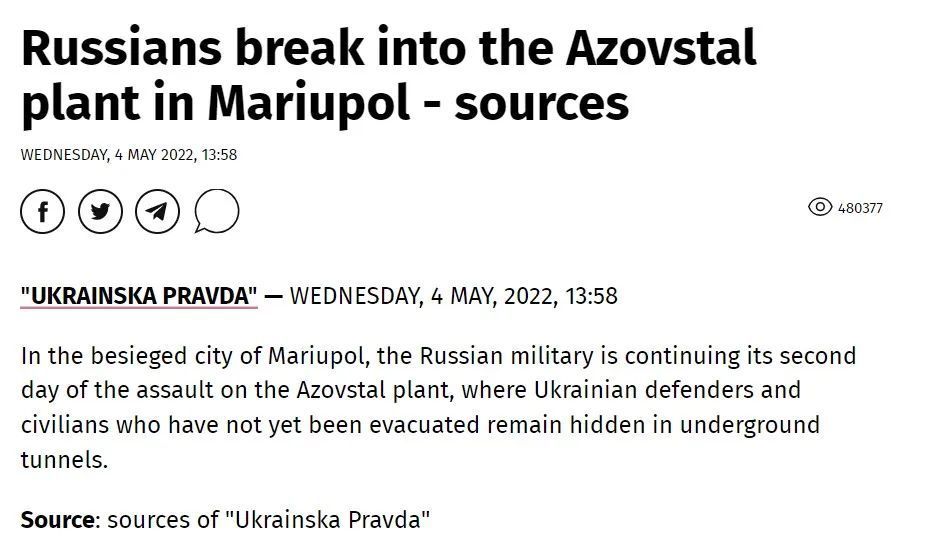 Russians break into the Azovstal
plant in Mariupol - sources
WEDNESDAY, 4 MAY 2022, 13:58
480377
"UKRAINSKA PRAVDA" — WEDNESDAY, 4 MAY, 2022, 13:58
In the besieged city of Mariupol, the Russian military is continuing its second
day of the assault on the Azovstal plant, where Ukrainian defenders and
civilians who have not yet been evacuated remain hidden in underground
tunnels.
Source: sources of "Ukrainska Pravda"